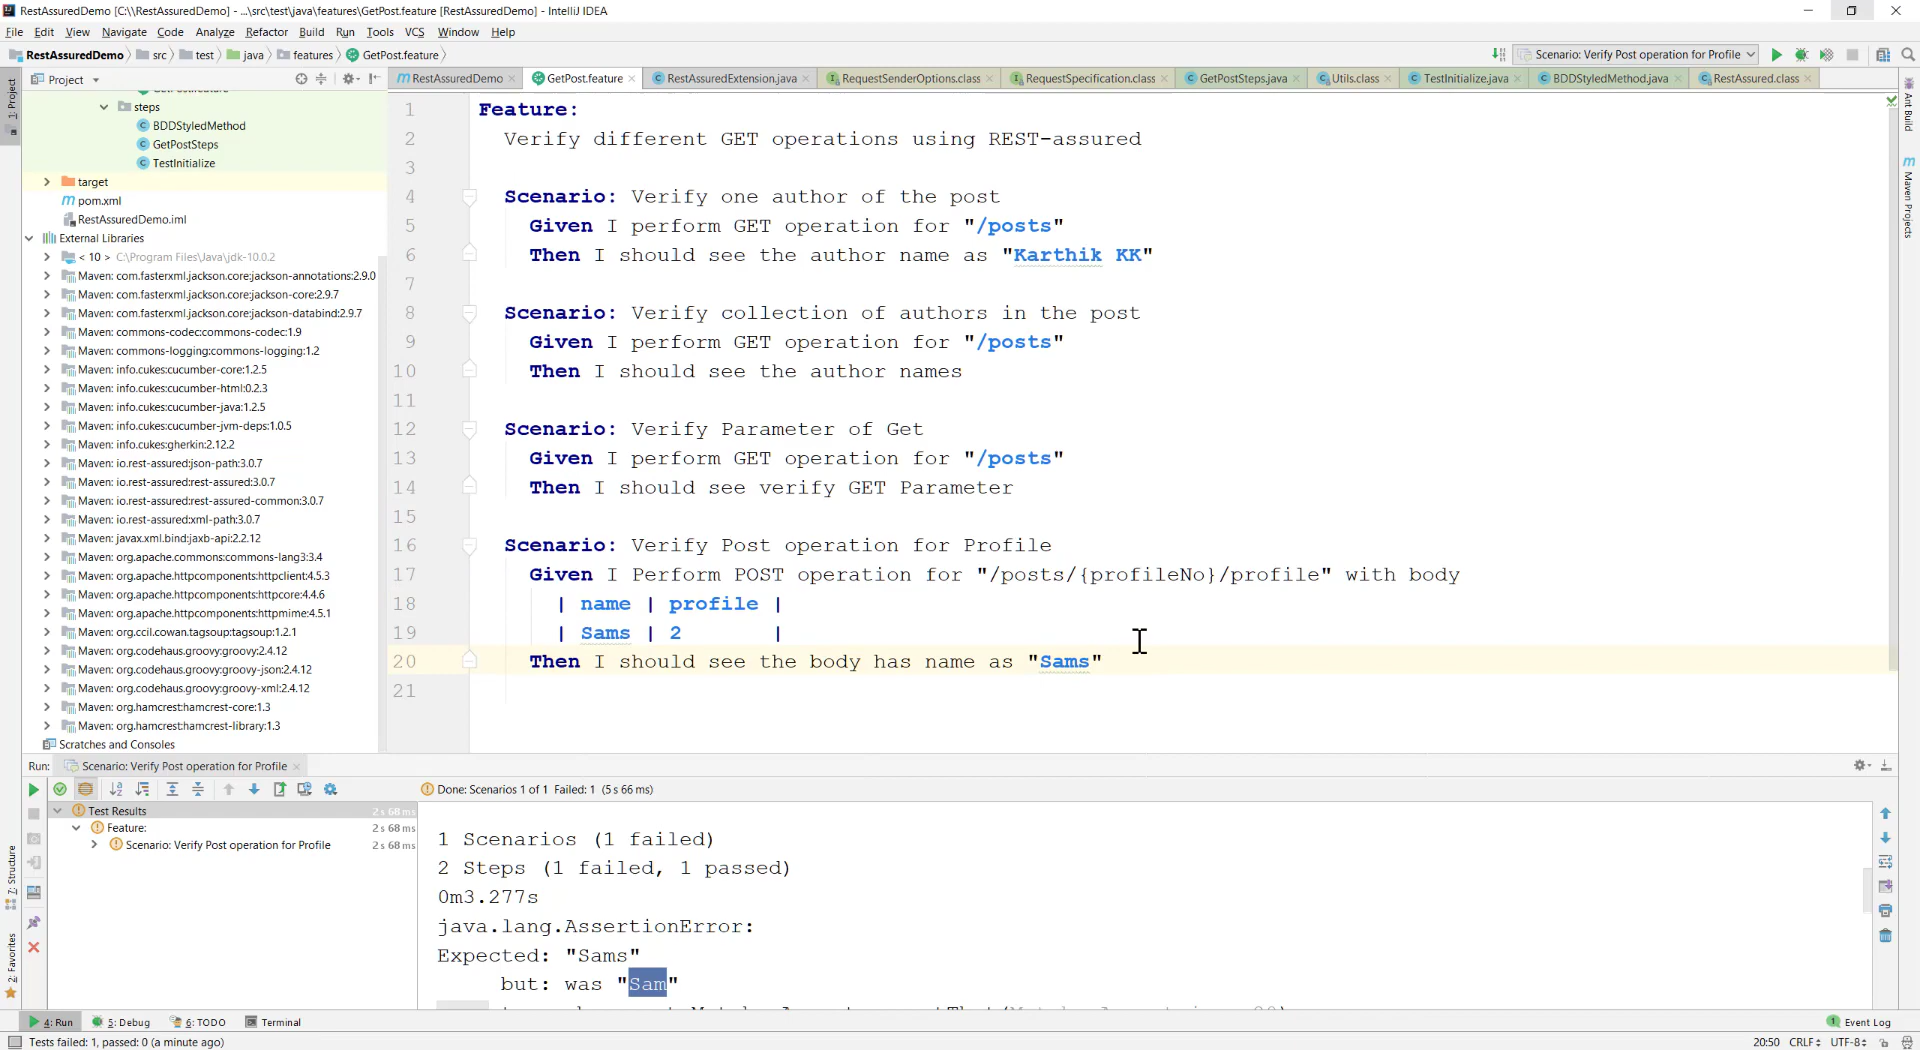 RestAssuredDemo [C:\\RestAssuredDemo] - ...\src\test\java\features\GetPost.feature [RestAssuredDemo] - IntelliJ IDEA
File Edit View Navigate Code Analyze Refactor Build Run Tools VCS Window Help
RestAssuredDemo src test java features GetPost.feature
Scenario: Verify Post operation for Profile
Project
RestAssuredDemo GetPost.feature RestAssuredExtension.java RequestSenderOptions.class RequestSpecification.class GetPostSteps.java Utils.class TestInitialize.java BDDStyledMethod.java RestAssured.class
1: Project
7: Structure
2: Favorites
Ant Build
Maven Projects
steps
BDDStyledMethod
GetPostSteps
TestInitialize
target
pom.xml
RestAssuredDemo.iml
External Libraries
< 10 > C:\Program Files\Java\jdk-10.0.2
Maven: com.fasterxml.jackson.core:jackson-annotations:2.9.0
Maven: com.fasterxml.jackson.core:jackson-core:2.9.7
Maven: com.fasterxml.jackson.core:jackson-databind:2.9.7
Maven: commons-codec:commons-codec:1.9
Maven: commons-logging:commons-logging:1.2
Maven: info.cukes:cucumber-core:1.2.5
Maven: info.cukes:cucumber-html:0.2.3
Maven: info.cukes:cucumber-java:1.2.5
Maven: info.cukes:cucumber-jvm-deps:1.0.5
Maven: info.cukes:gherkin:2.12.2
Maven: io.rest-assured:json-path:3.0.7
Maven: io.rest-assured:rest-assured:3.0.7
Maven: io.rest-assured:rest-assured-common:3.0.7
Maven: io.rest-assured:xml-path:3.0.7
Maven: javax.xml.bind:jaxb-api:2.2.12
Maven: org.apache.commons:commons-lang3:3.4
Maven: org.apache.httpcomponents:httpclient:4.5.3
Maven: org.apache.httpcomponents:httpcore:4.4.6
Maven: org.apache.httpcomponents:httpmime:4.5.1
Maven: org.ccil.cowan.tagsoup:tagsoup:1.2.1
Maven: org.codehaus.groovy:groovy:2.4.12
Maven: org.codehaus.groovy:groovy-json:2.4.12
Maven: org.codehaus.groovy:groovy-xml:2.4.12
Maven: org.hamcrest:hamcrest-core:1.3
Maven: org.hamcrest:hamcrest-library:1.3
Scratches and Consoles
1 Feature:
2 Verify different GET operations using REST-assured
3
4 Scenario: Verify one author of the post
5 Given I perform GET operation for "/posts"
6 Then I should see the author name as "Karthik KK"
7
8 Scenario: Verify collection of authors in the post
9 Given I perform GET operation for "/posts"
10 Then I should see the author names
11
12 Scenario: Verify Parameter of Get
13 Given I perform GET operation for "/posts"
14 Then I should see verify GET Parameter
15
16 Scenario: Verify Post operation for Profile
17 Given I Perform POST operation for "/posts/{profileNo}/profile" with body
18 | name | profile |
19 | Sams | 2 |
20 Then I should see the body has name as "Sams"
21
Run: Scenario: Verify Post operation for Profile
Done: Scenarios 1 of 1 Failed: 1 (5 s 66 ms)
Test Results 2 s 68 ms
Feature: 2 s 68 ms
Scenario: Verify Post operation for Profile 2 s 68 ms
1 Scenarios (1 failed)
2 Steps (1 failed, 1 passed)
0m3.277s
java.lang.AssertionError:
Expected: "Sams"
but: was "Sam"
4: Run 5: Debug 6: TODO Terminal 1 Event Log
Tests failed: 1, passed: 0 (a minute ago) 20:50 CRLF UTF-8